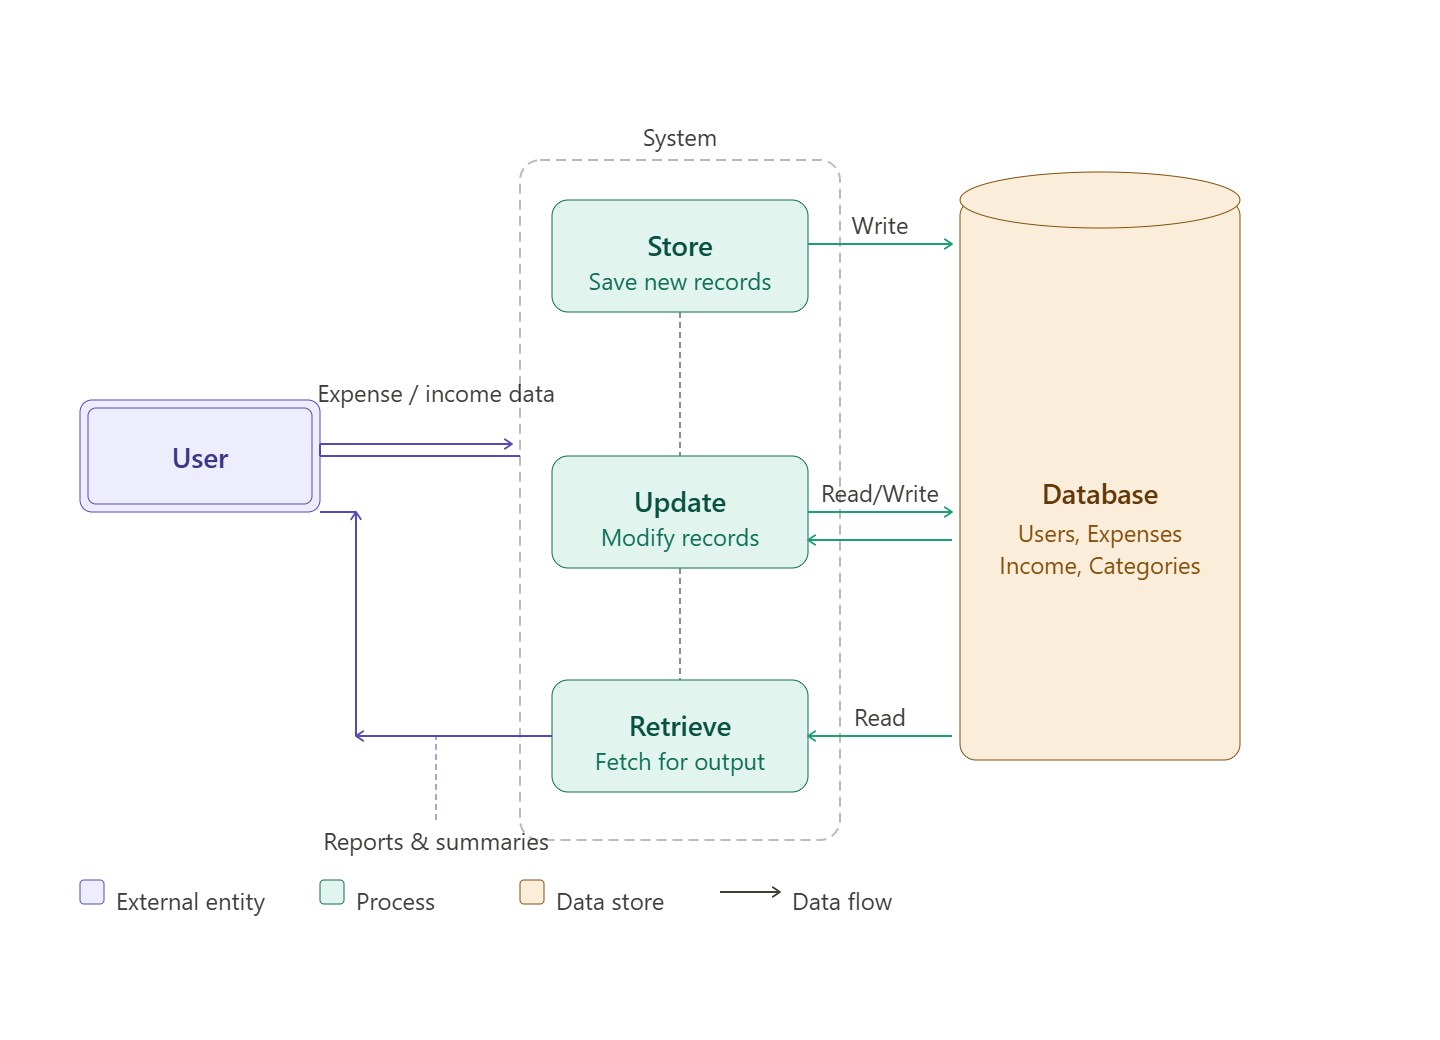 System
Store
Save new records
Write
Expense / income data
User
Update
Modify records
Read/Write
Database
Users, Expenses
Income, Categories
Retrieve
Fetch for output
Read
Reports & summaries
External entity
Process
Data store
Data flow